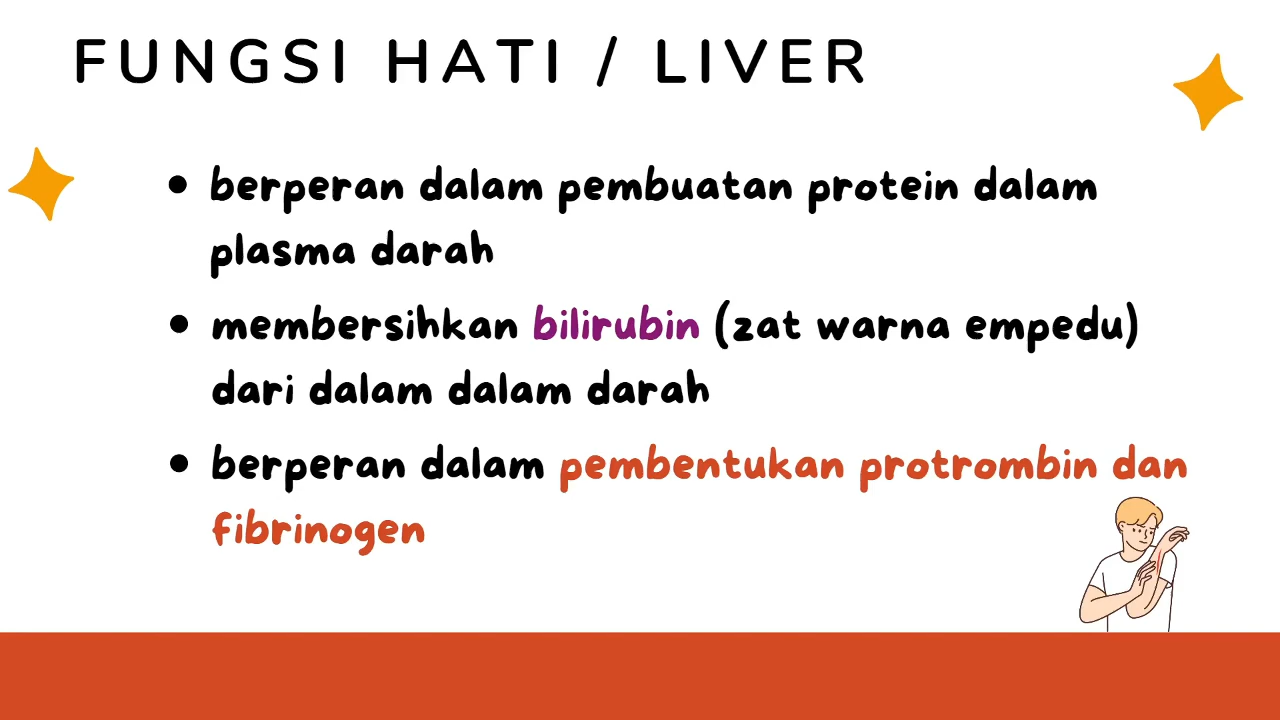 FUNGSI HATI / LIVER
• berperan dalam pembuatan protein dalam
plasma darah
• membersihkan bilirubin (zat warna empedu)
dari dalam dalam darah
• berperan dalam pembentukan protrombin dan
fibrinogen